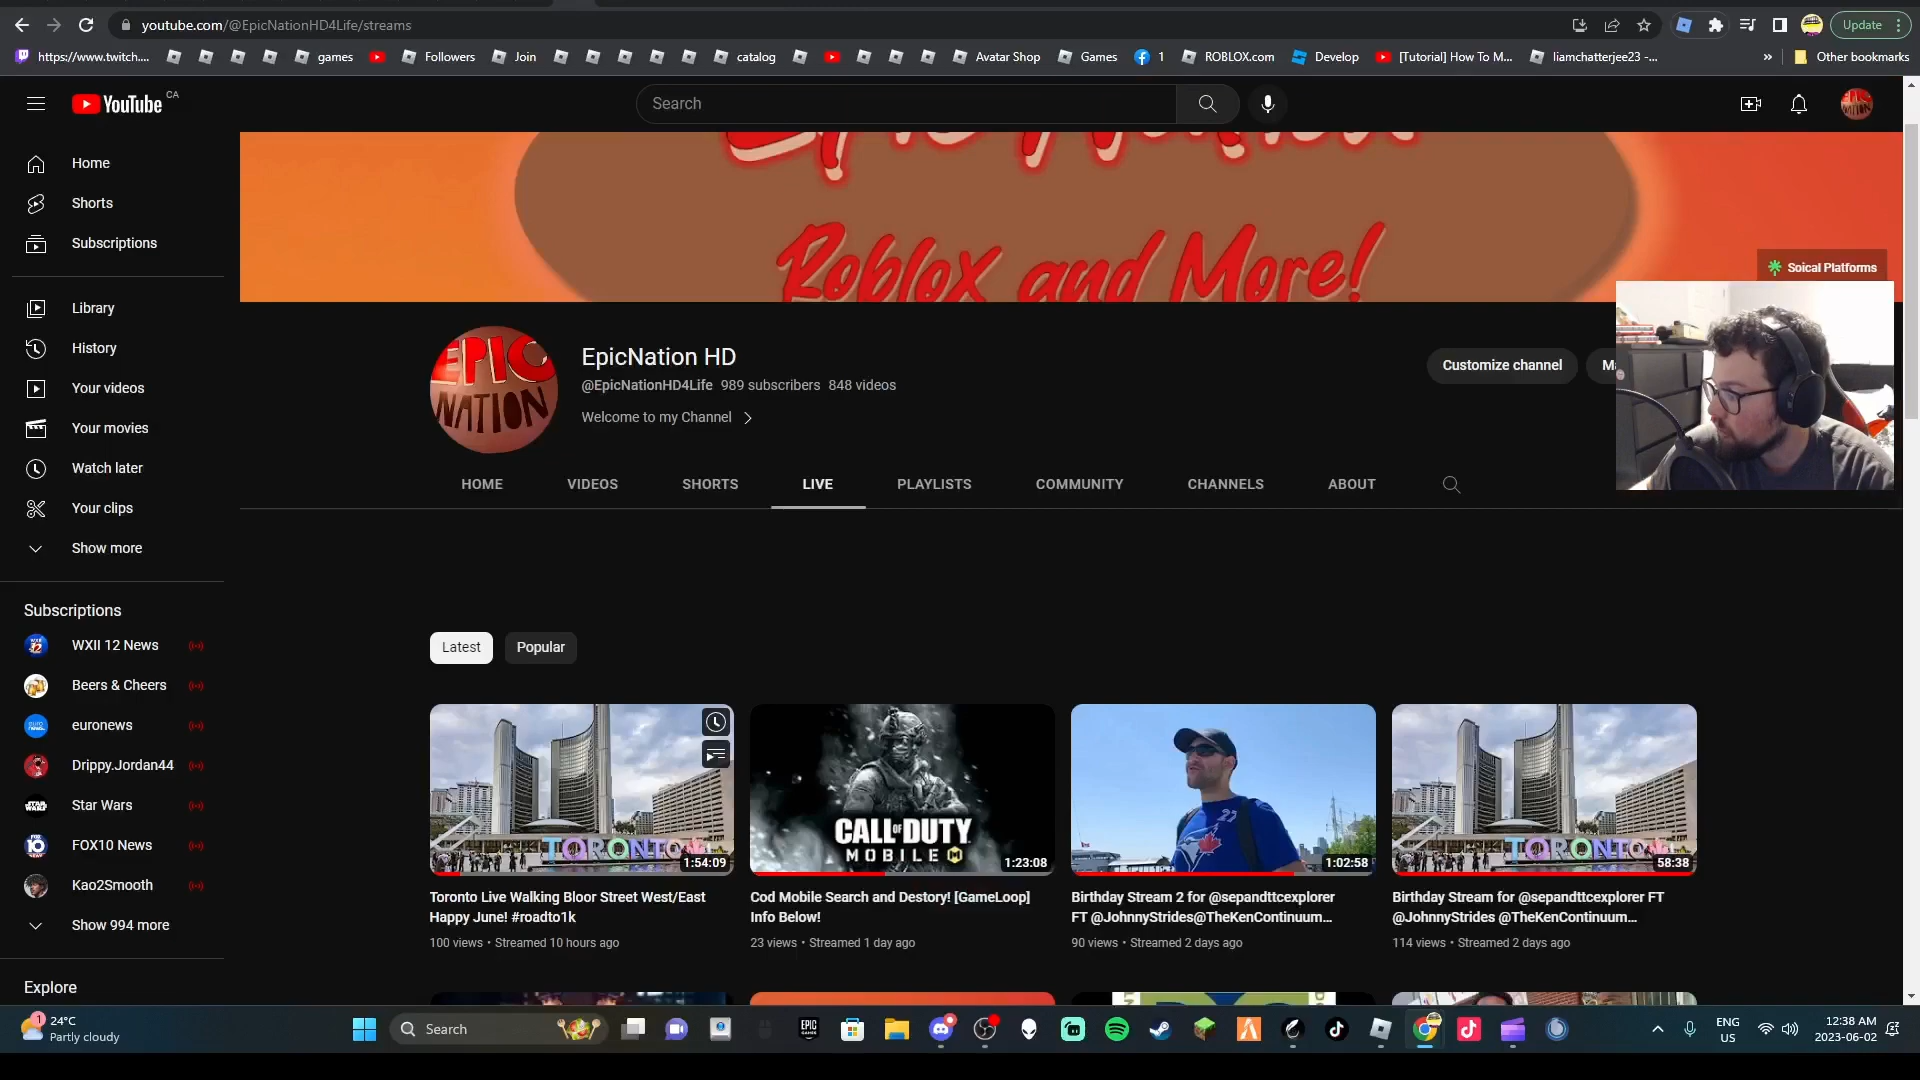 youtube.com/@EpicNationHD4Life/streams
Update
https://www.twitch....
games
Followers
Join
catalog
Avatar Shop
Games
1
ROBLOX.com
Develop
[Tutorial] How To M...
liamchatterjee23 -...
»
Other bookmarks
YouTube CA
Search
Home
Shorts
Subscriptions
Library
History
Your videos
Your movies
Watch later
Your clips
Show more
Subscriptions
WXII 12 News
Beers & Cheers
euronews
Drippy.Jordan44
Star Wars
FOX10 News
Kao2Smooth
Show 994 more
Explore
Epic Nation
Roblox and More!
Soical Platforms
EPIC
NATION
EpicNation HD
@EpicNationHD4Life 989 subscribers 848 videos
Welcome to my Channel
Customize channel
Ma
HOME
VIDEOS
SHORTS
LIVE
PLAYLISTS
COMMUNITY
CHANNELS
ABOUT
Latest
Popular
TORONTO
1:54:09
CALL OF DUTY
MOBILE
1:23:08
1:02:58
TORONTO
58:38
Toronto Live Walking Bloor Street West/East
Happy June! #roadto1k
100 views • Streamed 10 hours ago
Cod Mobile Search and Destory! [GameLoop]
Info Below!
23 views • Streamed 1 day ago
Birthday Stream 2 for @sepandttcexplorer
FT @JohnnyStrides@TheKenContinuum...
90 views • Streamed 2 days ago
Birthday Stream for @sepandttcexplorer FT
@JohnnyStrides @TheKenContinuum...
114 views • Streamed 2 days ago
1
24°C
Partly cloudy
Search
EPIC
ENG
US
12:38 AM
2023-06-02